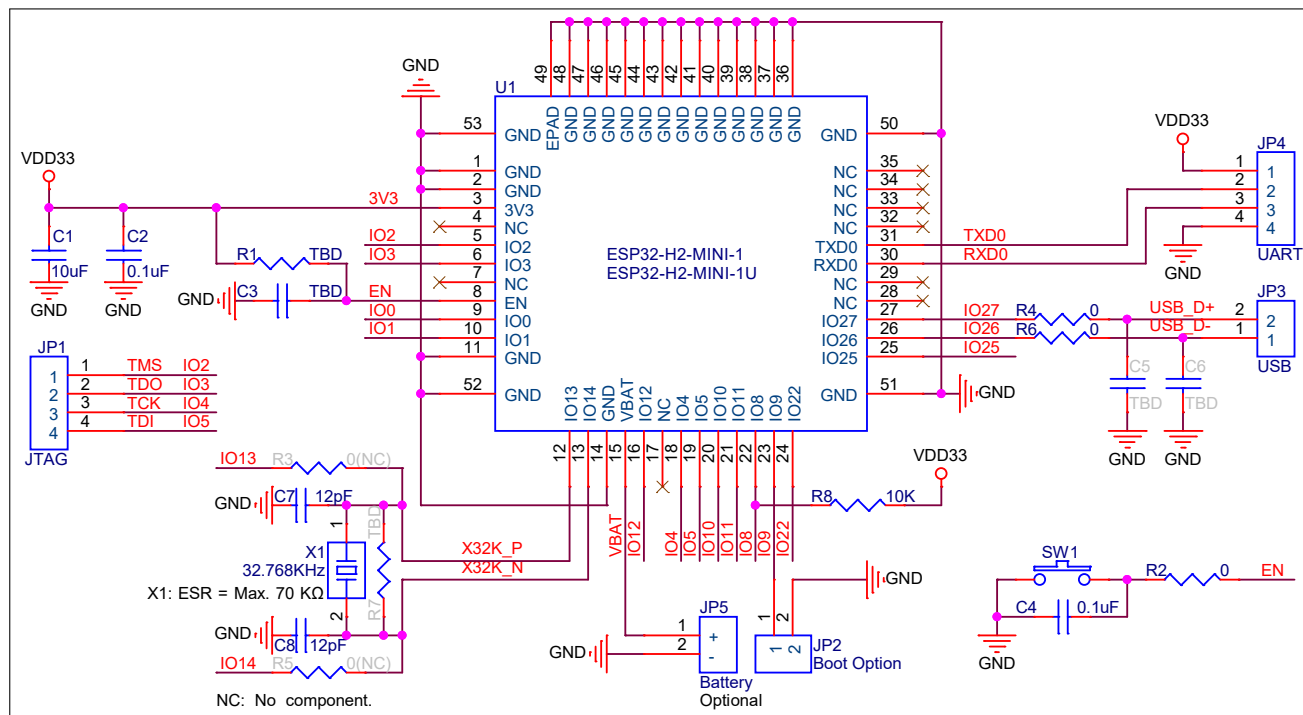 GND
49
48
47
46
45
44
43
42
41
40
39
38
37
36
U1
EPAD
GND
GND
GND
GND
GND
GND
GND
GND
GND
GND
GND
GND
GND
53
GND
50
GND
VDD33
1
GND
2
GND
3V3
3
3V3
4
NC
IO2
5
IO2
IO3
6
IO3
7
NC
EN
8
EN
IO0
9
IO0
IO1
10
IO1
11
GND
52
GND
ESP32-H2-MINI-1
ESP32-H2-MINI-1U
NC
35
NC
34
NC
33
NC
32
TXD0
31
TXD0
RXD0
30
RXD0
NC
29
NC
28
IO27
27
IO27
IO26
26
IO26
IO25
25
IO25
GND
51
GND
C1
10uF
GND
C2
0.1uF
GND
R1
TBD
GND
C3
TBD
VDD33
JP4
1 1
2 2
3 3
4 4
GND
UART
JP3
R4 0
USB_D+
2 2
R6 0
USB_D-
1 1
USB
C5
TBD
GND
C6
TBD
GND
JP1
1 1 TMS IO2
2 2 TDO IO3
3 3 TCK IO4
4 4 TDI IO5
JTAG
IO13
IO14
GND
VBAT
IO12
NC
IO4
IO5
IO10
IO11
IO8
IO9
IO22
12
13
14
15
16
17
18
19
20
21
22
23
24
VBAT
IO12
IO4
IO5
IO10
IO11
IO8
IO9
IO22
VDD33
R8
10K
IO13
R3
0(NC)
GND
C7
12pF
1
TBD
X1
32.768KHz
X1: ESR = Max. 70 KΩ
R7
2
X32K_P
X32K_N
GND
C8
12pF
IO14
R5
0(NC)
NC: No component.
GND
JP5
1 +
2 -
Battery
Optional
GND
1 2
1 2
JP2
Boot Option
SW1
R2
0
EN
C4
0.1uF
GND